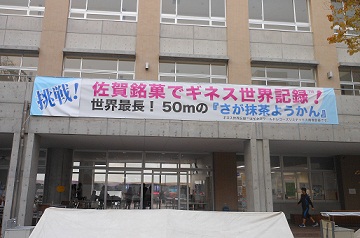 挑戦！
佐賀銘菓でギネス世界記録！
世界最長！50mの『さが抹茶ようかん』